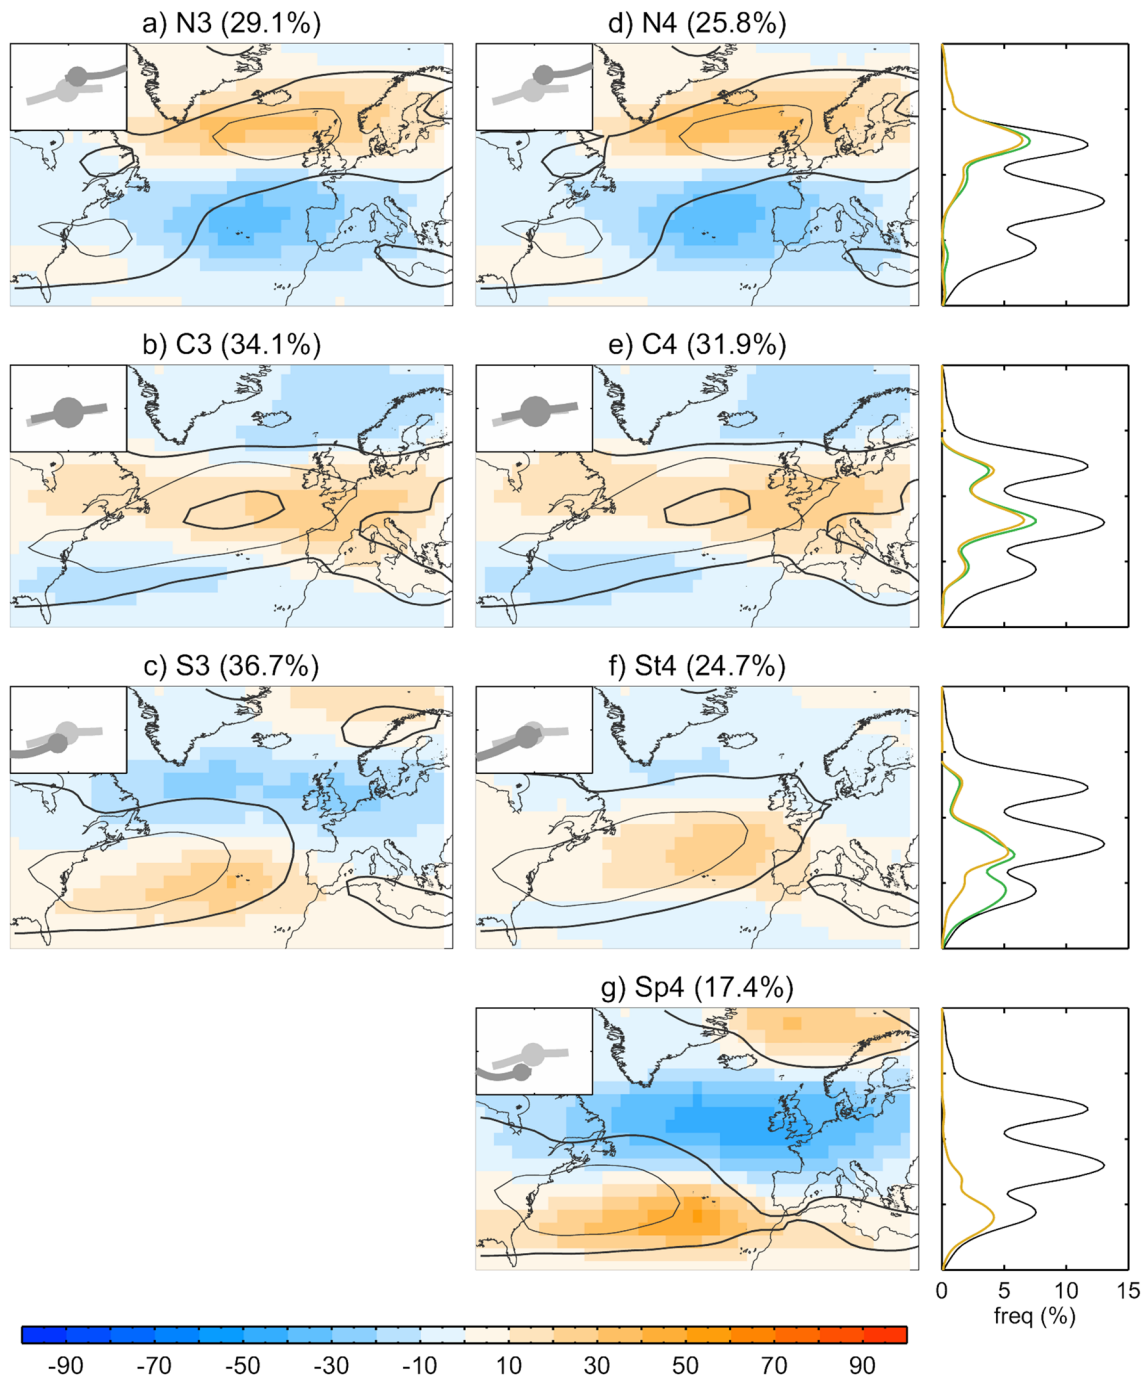 a) N3 (29.1%)
d) N4 (25.8%)
b) C3 (34.1%)
e) C4 (31.9%)
c) S3 (36.7%)
f) St4 (24.7%)
g) Sp4 (17.4%)
0 5 10 15
freq (%)
-90 -70 -50 -30 -10 10 30 50 70 90